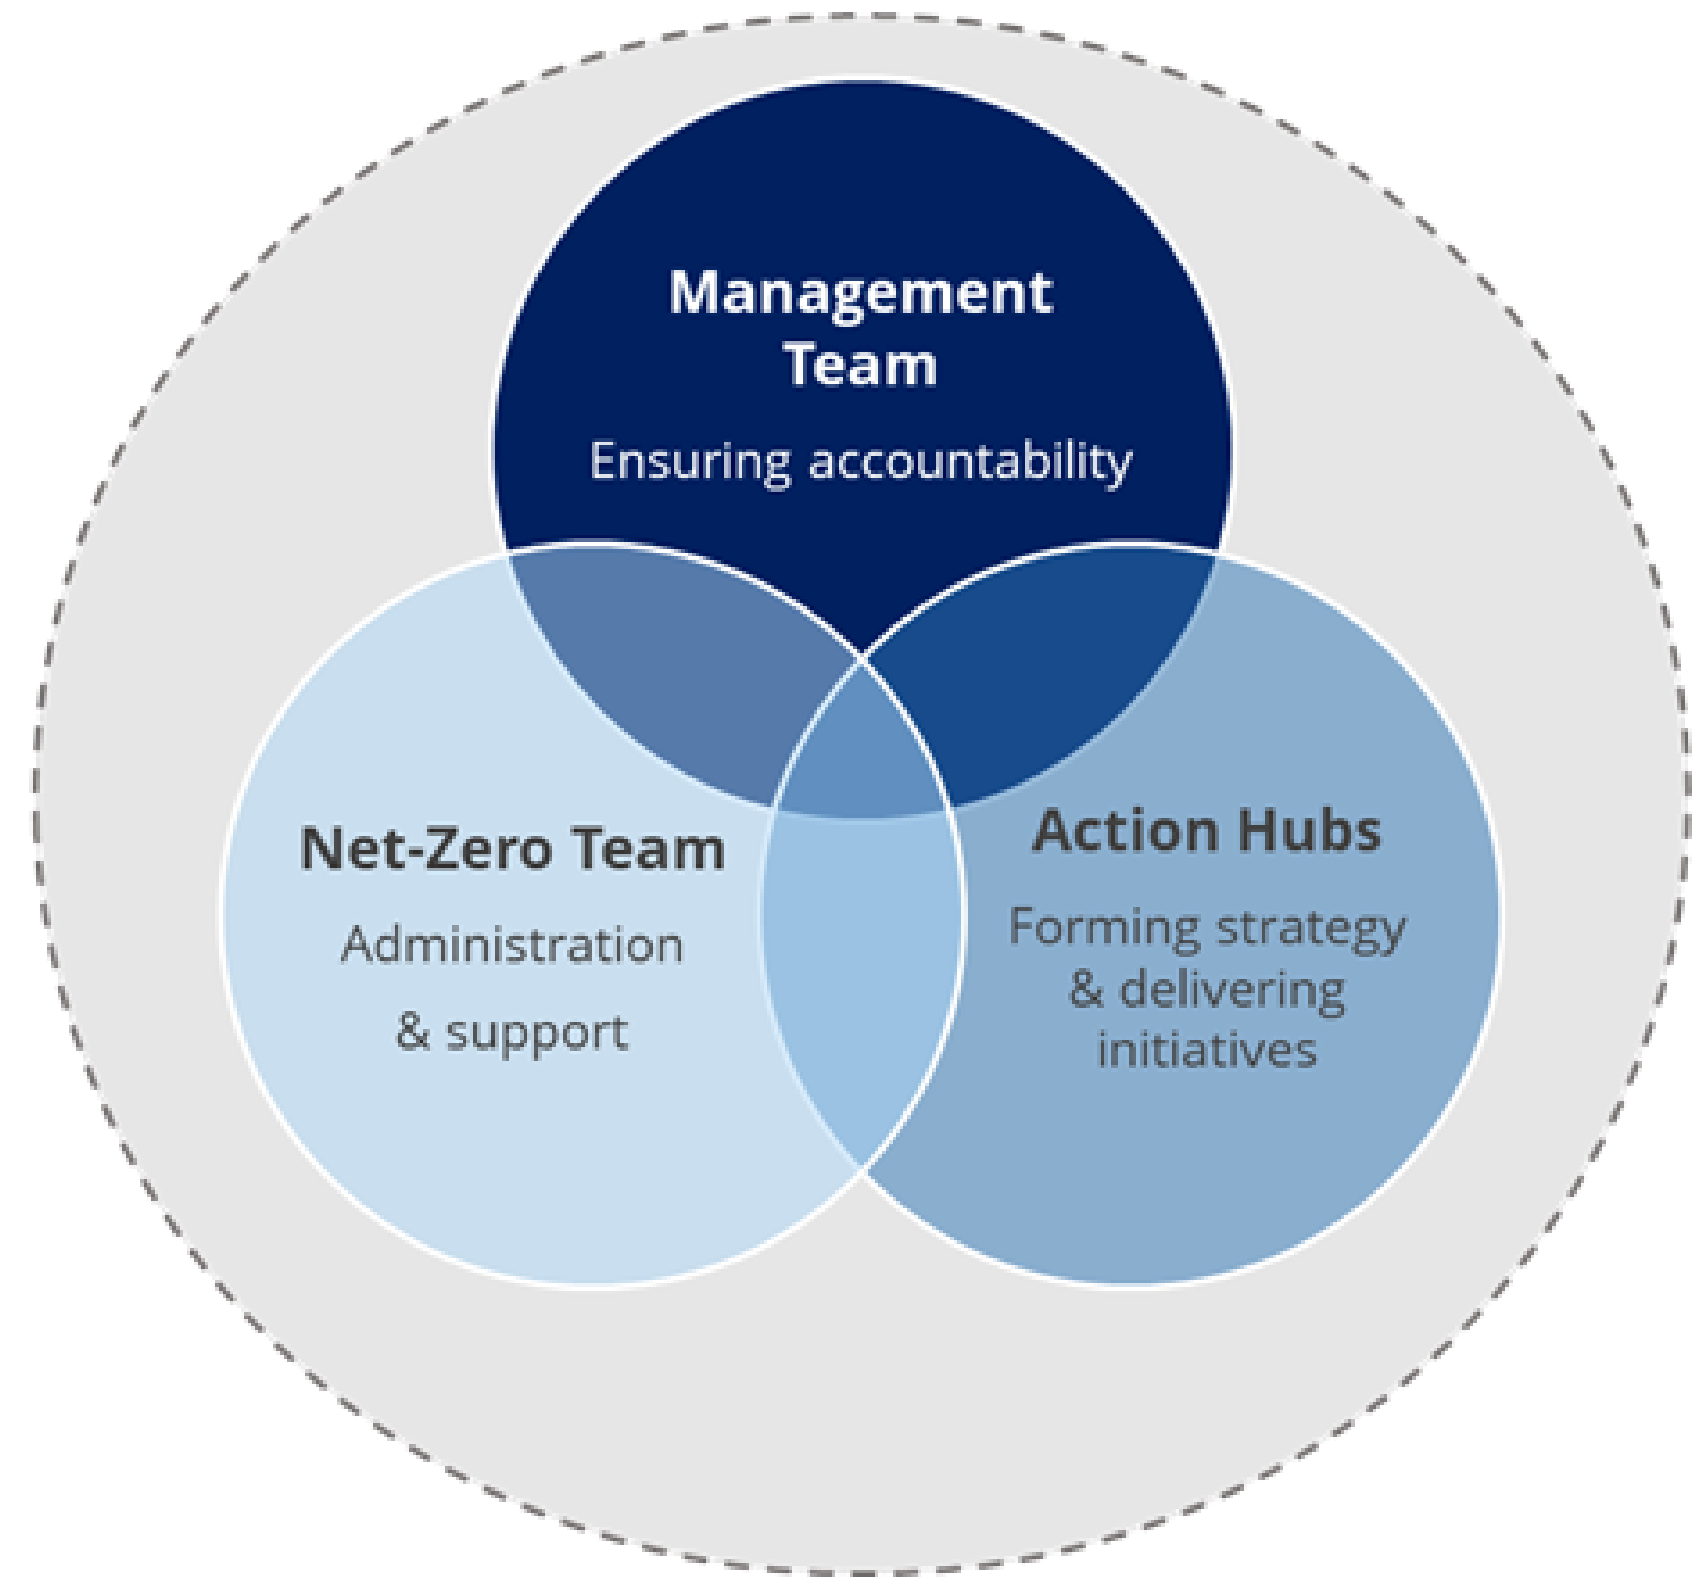 Management
Team
Ensuring accountability
Net-Zero Team
Administration
& support
Action Hubs
Forming strategy
& delivering
initiatives